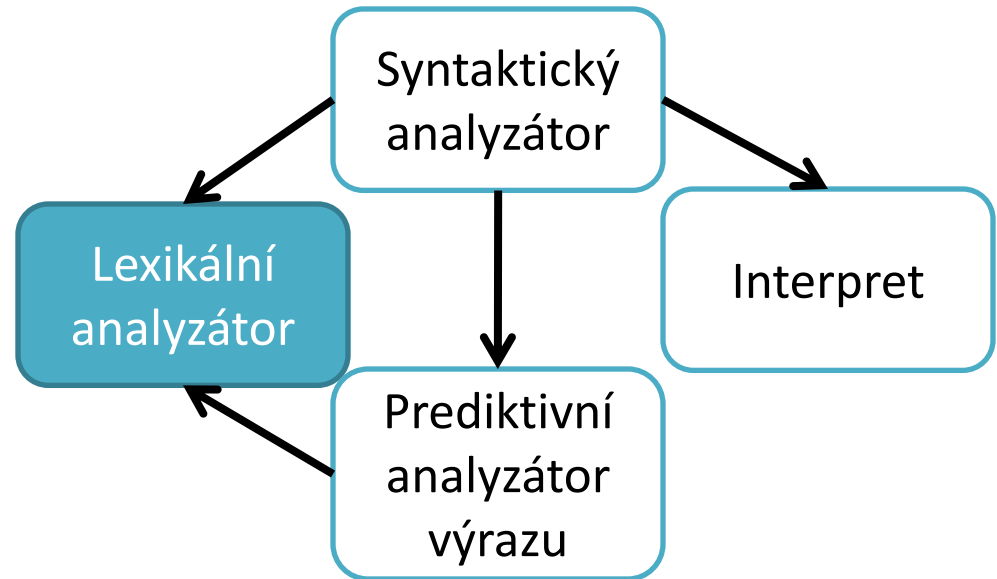 Syntaktický
analyzátor
Lexikální
analyzátor
Interpret
Prediktivní
analyzátor
výrazu